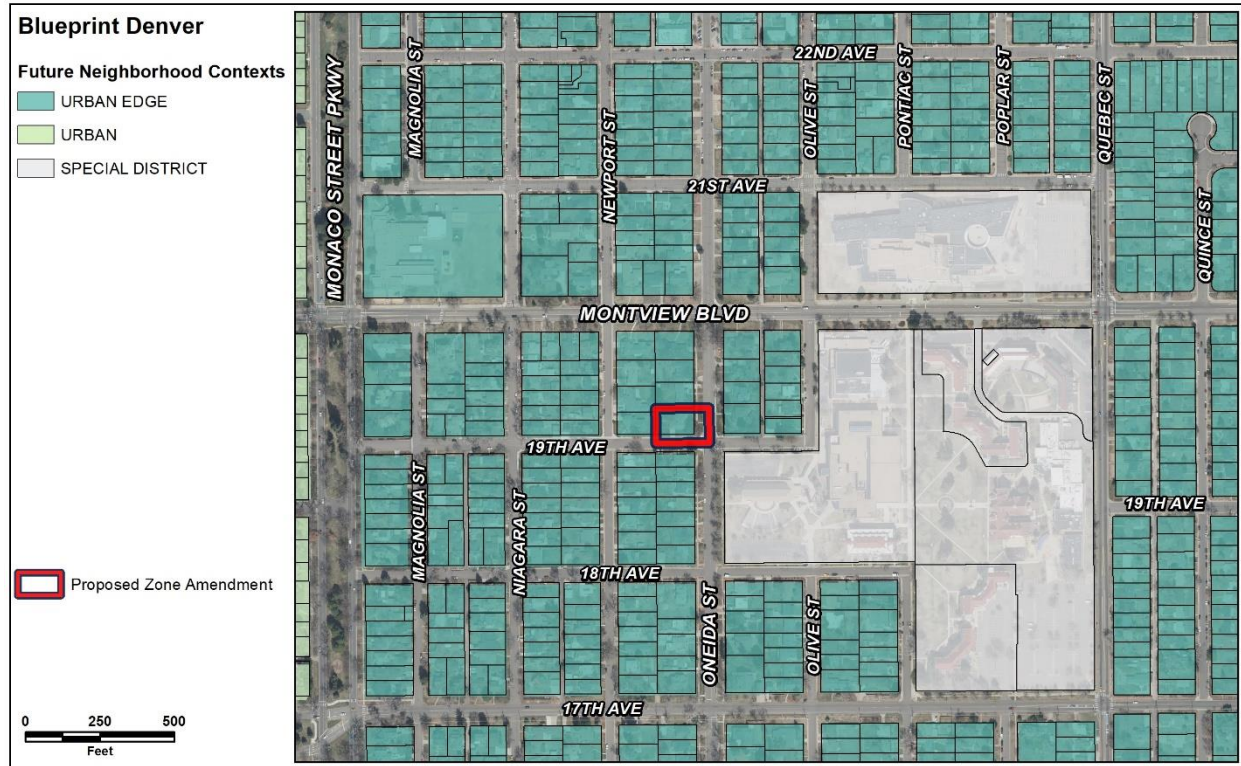 Blueprint Denver
Future Neighborhood Contexts
URBAN EDGE
URBAN
SPECIAL DISTRICT
Proposed Zone Amendment
0 250 500
Feet
MONACO STREET PKWY
MAGNOLIA ST
NEWPORT ST
22ND AVE
OLIVE ST
PONTIAC ST
POPLAR ST
QUEBEC ST
QUINCE ST
21ST AVE
MONTVIEW BLVD
19TH AVE
MAGNOLIA ST
NIAGARA ST
19TH AVE
18TH AVE
ONEIDA ST
OLIVE ST
17TH AVE